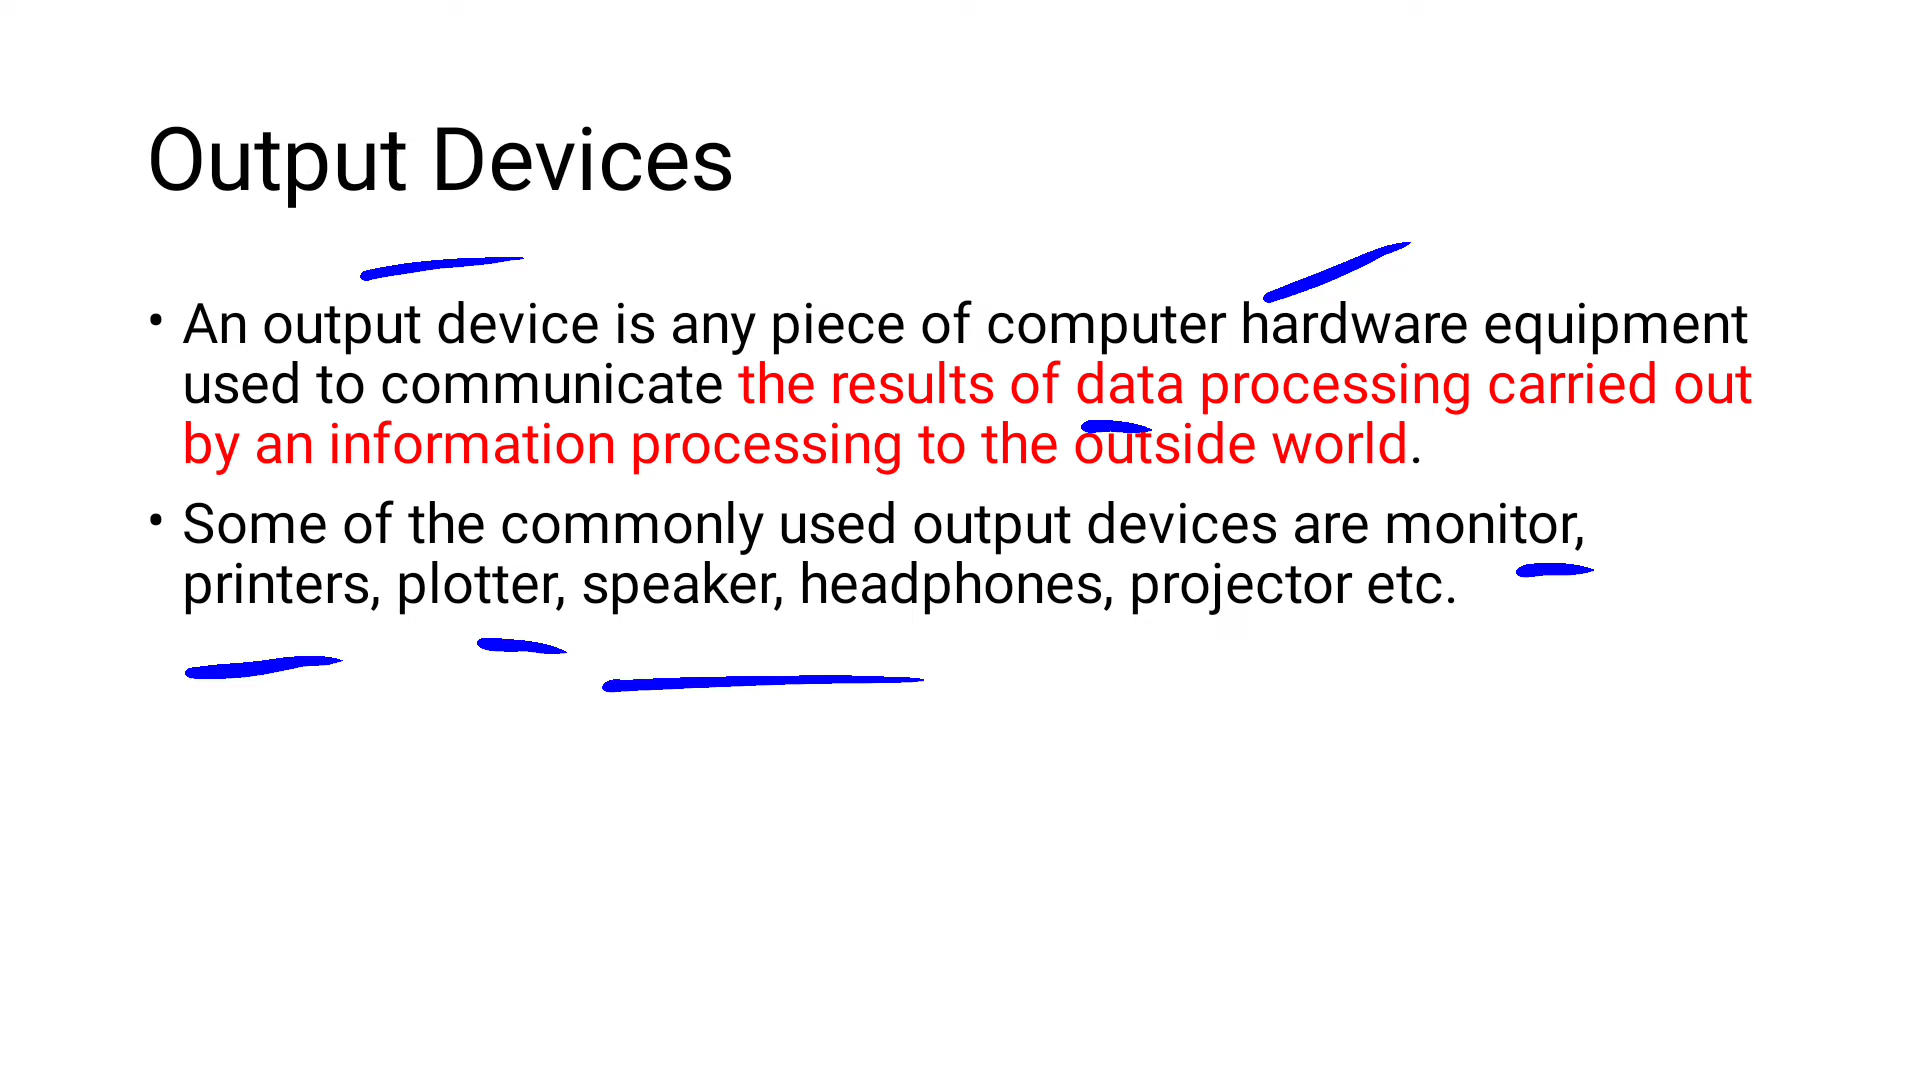 Output Devices
• An output device is any piece of computer hardware equipment
used to communicate the results of data processing carried out
by an information processing to the outside world.
• Some of the commonly used output devices are monitor,
printers, plotter, speaker, headphones, projector etc.